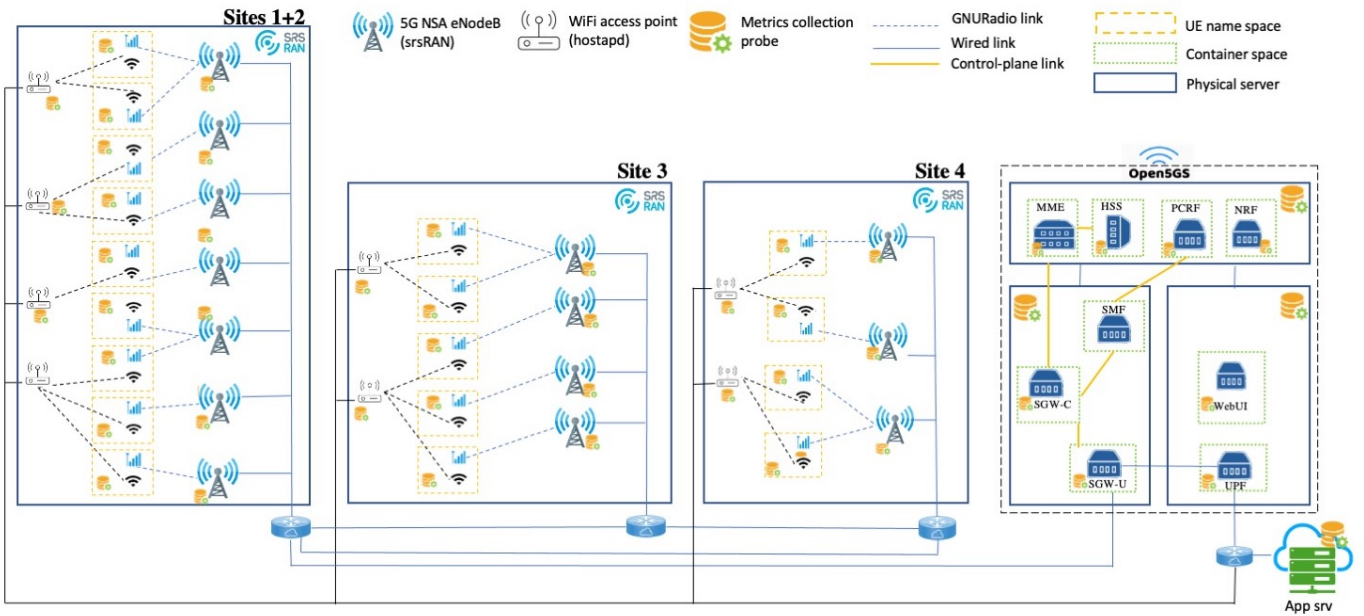 Sites 1+2
SRS
RAN
5G NSA eNodeB
(srsRAN)
WiFi access point
(hostapd)
Metrics collection
probe
GNURadio link
Wired link
Control-plane link
UE name space
Container space
Physical server
Site 3
SRS
RAN
Site 4
SRS
RAN
Open5GS
MME
HSS
PCRF
NRF
SMF
SGW-C
WebUI
SGW-U
UPF
App srv